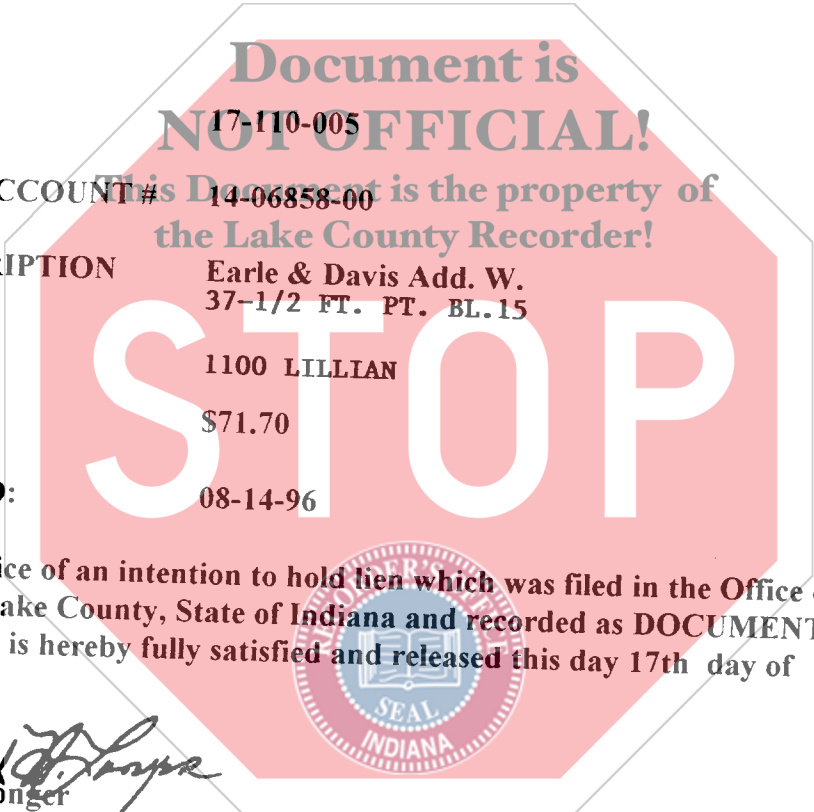 Document is
NOT OFFICIAL!
17-110-005
This Document is the property of
CCOUNT # 14-06858-00
the Lake County Recorder!
IPTION Earle & Davis Add. W.
37-1/2 FT. PT. BL.15
1100 LILLIAN
$71.70
STOP
: 08-14-96
ice of an intention to hold lien which was filed in the Office
ake County, State of Indiana and recorded as DOCUMENT
is hereby fully satisfied and released this day 17th day of
SEAL
INDIANA
onger